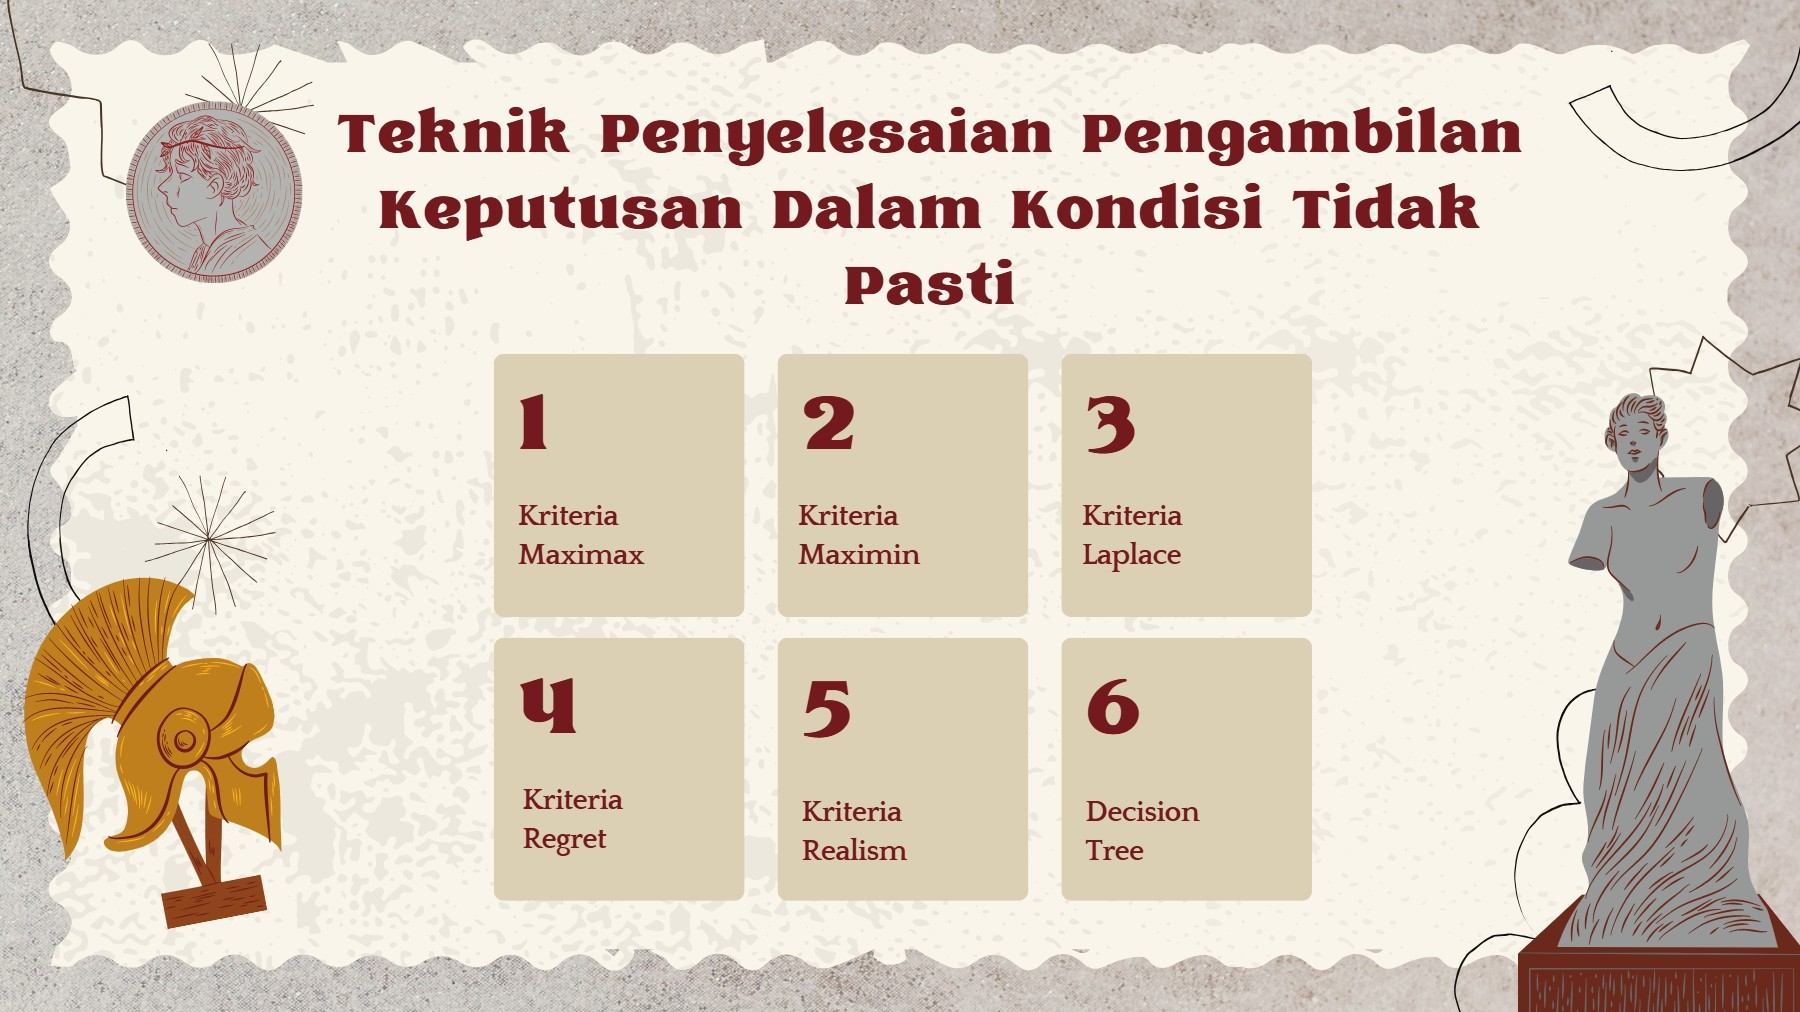 Teknik Penyelesaian Pengambilan
Keputusan Dalam Kondisi Tidak
Pasti
1
Kriteria
Maximax
2
Kriteria
Maximin
3
Kriteria
Laplace
4
Kriteria
Regret
5
Kriteria
Realism
6
Decision
Tree